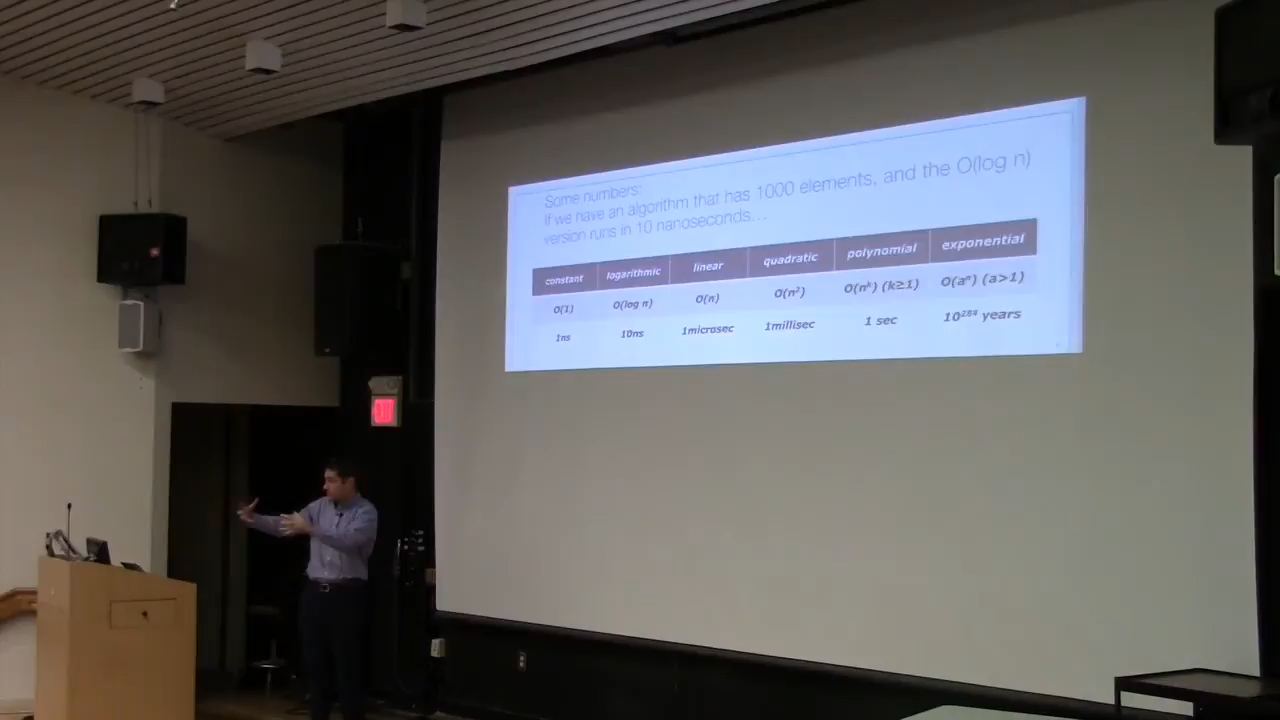 Some numbers:
If we have an algorithm that has 1000 elements, and the O(log n)
version runs in 10 nanoseconds…
constant logarithmic linear quadratic polynomial exponential
O(1) O(log n) O(n) O(n²) O(nᵏ) (k≥1) O(aⁿ) (a>1)
1ns 10ns 1microsec 1millisec 1 sec 10²⁸⁴ years